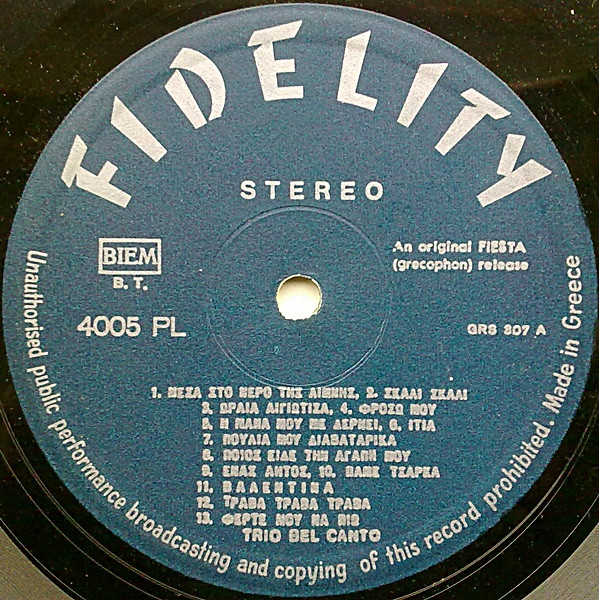 FIDELITY
STEREO
BIEM
B. T.
An original FIESTA
(grecophon) release
4005 PL
GRS 307 A
1. ΜΕΣΑ ΣΤΟ ΝΕΡΟ ΤΗΣ ΛΙΜΝΗΣ, 2. ΣΚΑΛΙ ΣΚΑΛΙ
3. ΩΡΑΙΑ ΑΙΓΙΩΤΙΖΑ, 4. ΦΡΟΣΩ ΜΟΥ
5. Η ΜΑΝΑ ΜΟΥ ΜΕ ΔΕΡΝΕΙ, 6. ΙΤΙΑ
7. ΠΟΥΛΙΑ ΜΟΥ ΔΙΑΒΑΤΑΡΙΚΑ
8. ΠΟΙΟΣ ΕΙΔΕ ΤΗΝ ΑΓΑΠΗ ΜΟΥ
9. ΕΝΑΣ ΑΗΤΟΣ, 10. ΠΑΜΕ ΤΣΑΡΚΑ
11. ΒΑΛΕΝΤΙΝΑ
12. ΤΡΑΒΑ ΤΡΑΒΑ ΤΡΑΒΑ
13. ΦΕΡΤΕ ΜΟΥ ΝΑ ΠΙΩ
TRIO BEL CANTO
Unauthorised public performance broadcasting and copying of this record prohibited. Made in Greece